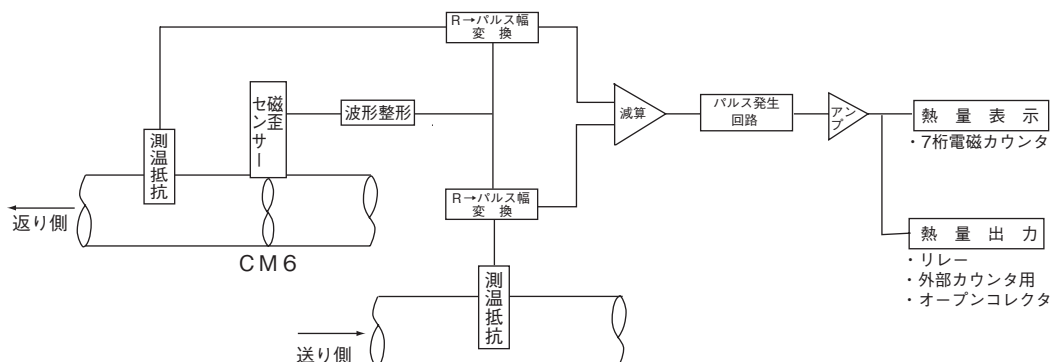 R→パルス幅
変 換
磁歪
センサー
波形整形
測温抵抗
返り側
CM6
R→パルス幅
変 換
測温抵抗
送り側
減算
パルス発生
回路
アンプ
熱 量 表 示
・7桁電磁カウンタ
熱 量 出 力
・リレー
・外部カウンタ用
・オープンコレクタ